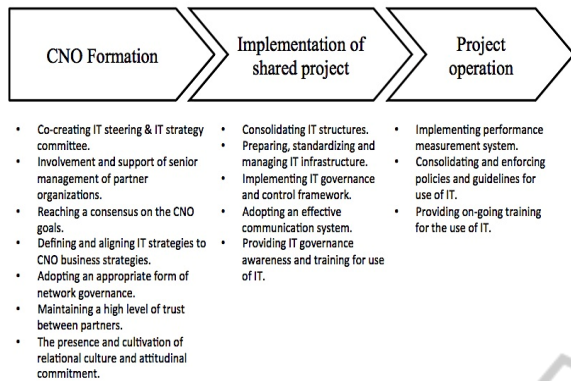 CNO Formation
Implementation of
shared project
Project
operation
• Co-creating IT steering & IT strategy
committee.
• Involvement and support of senior
management of partner
organizations.
• Reaching a consensus on the CNO
goals.
• Defining and aligning IT strategies to
CNO business strategies.
• Adopting an appropriate form of
network governance.
• Maintaining a high level of trust
between partners.
• The presence and cultivation of
relational culture and attitudinal
commitment.
• Consolidating IT structures.
• Preparing, standardizing and
managing IT infrastructure.
• Implementing IT governance
and control framework.
• Adopting an effective
communication system.
• Providing IT governance
awareness and training for use
of IT.
• Implementing performance
measurement system.
• Consolidating and enforcing
policies and guidelines for
use of IT.
• Providing on-going training
for the use of IT.